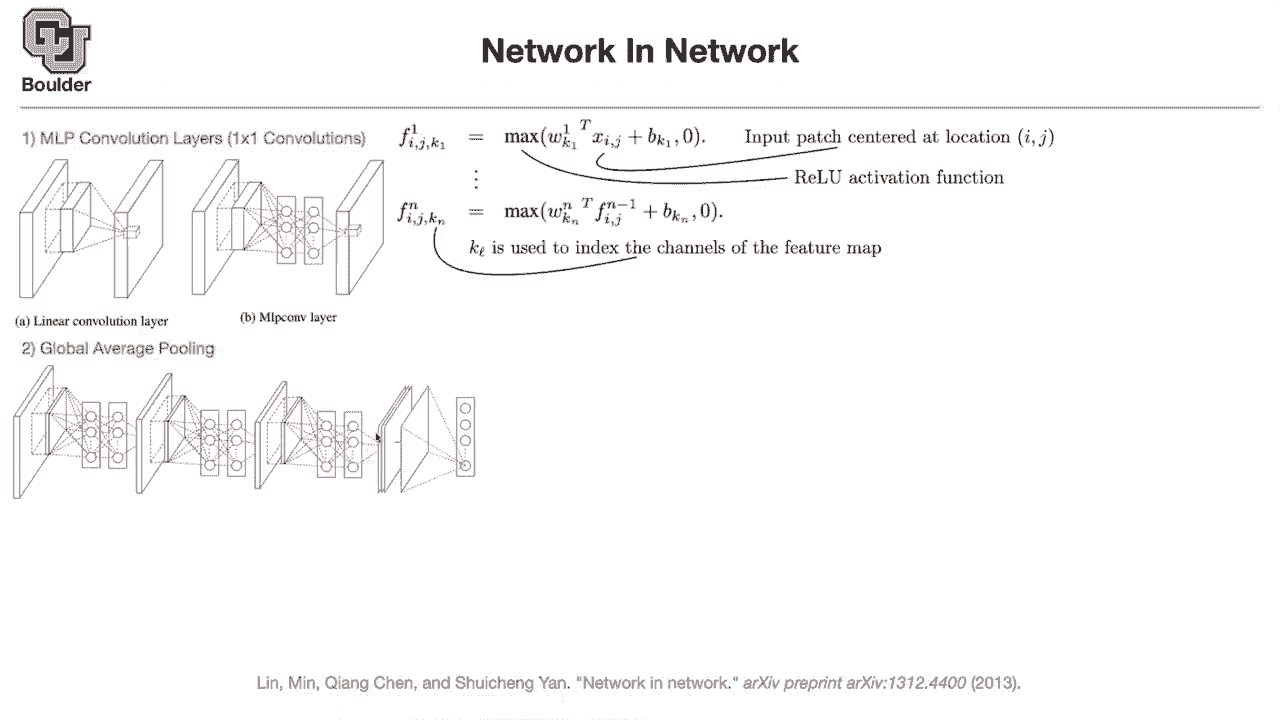 Boulder
Network In Network
1) MLP Convolution Layers (1x1 Convolutions)
f^1_{i,j,k_1} = max(w^1_{k_1}^T x_{i,j} + b_{k_1}, 0).
Input patch centered at location (i, j)
ReLU activation function
⋮
f^n_{i,j,k_n} = max(w^n_{k_n}^T f^{n-1}_{i,j} + b_{k_n}, 0).
k_ℓ is used to index the channels of the feature map
(a) Linear convolution layer
(b) Mlpconv layer
2) Global Average Pooling
Lin, Min, Qiang Chen, and Shuicheng Yan. "Network in network." arXiv preprint arXiv:1312.4400 (2013).